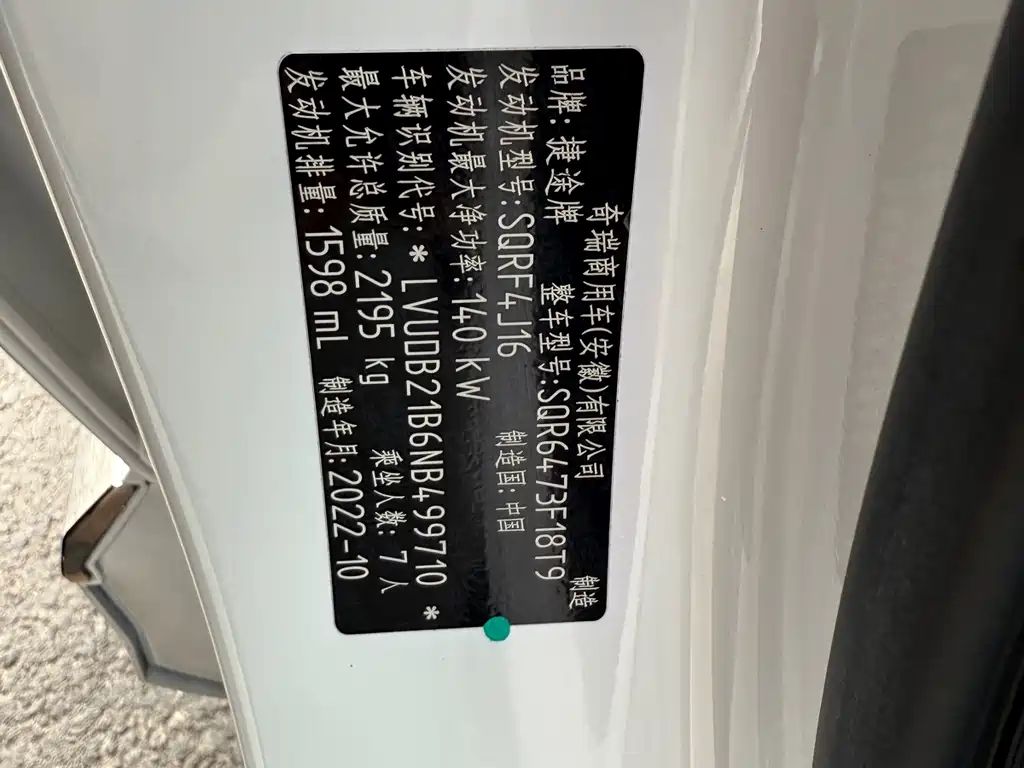 奇瑞商用车(安徽)有限公司 制造
品牌: 捷途牌 整车型号:SQR6473F18T9
发动机型号:SQRF4J16 制造国:中国
发动机最大净功率:140 kW
车辆识别代号:*LVUDB21B6NB499710*
最大允许总质量:2195 kg 乘坐人数: 7 人
发动机排量:1598 mL 制造年月:2022-10